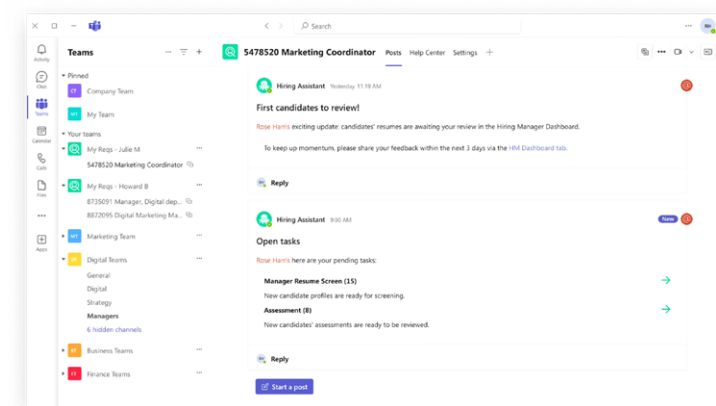 Search
RH
Activity
Chat
Teams
Calendar
Calls
Files
Apps
Teams
Pinned
CT Company Team
MT My Team
Your teams
My Reqs - Julie M
5478520 Marketing Coordinator
My Reqs - Howard B
8735091 Manager, Digital dep...
8872095 Digital Marketing Ma...
MT Marketing Team
DT Digital Teams
General
Digital
Strategy
Managers
6 hidden channels
BT Business Teams
FT Finance Teams
5478520 Marketing Coordinator Posts Help Center Settings
Hiring Assistant Yesterday 11:19 AM
First candidates to review!
Rose Harris exciting update: candidates' resumes are awaiting your review in the Hiring Manager Dashboard.
To keep up momentum, please share your feedback within the next 3 days via the HM Dashboard tab.
Reply
Hiring Assistant 9:00 AM New
Open tasks
Rose Harris here are your pending tasks:
Manager Resume Screen (15)
New candidate profiles are ready for screening.
Assessment (8)
New candidates' assessments are ready to be reviewed.
Reply
Start a post